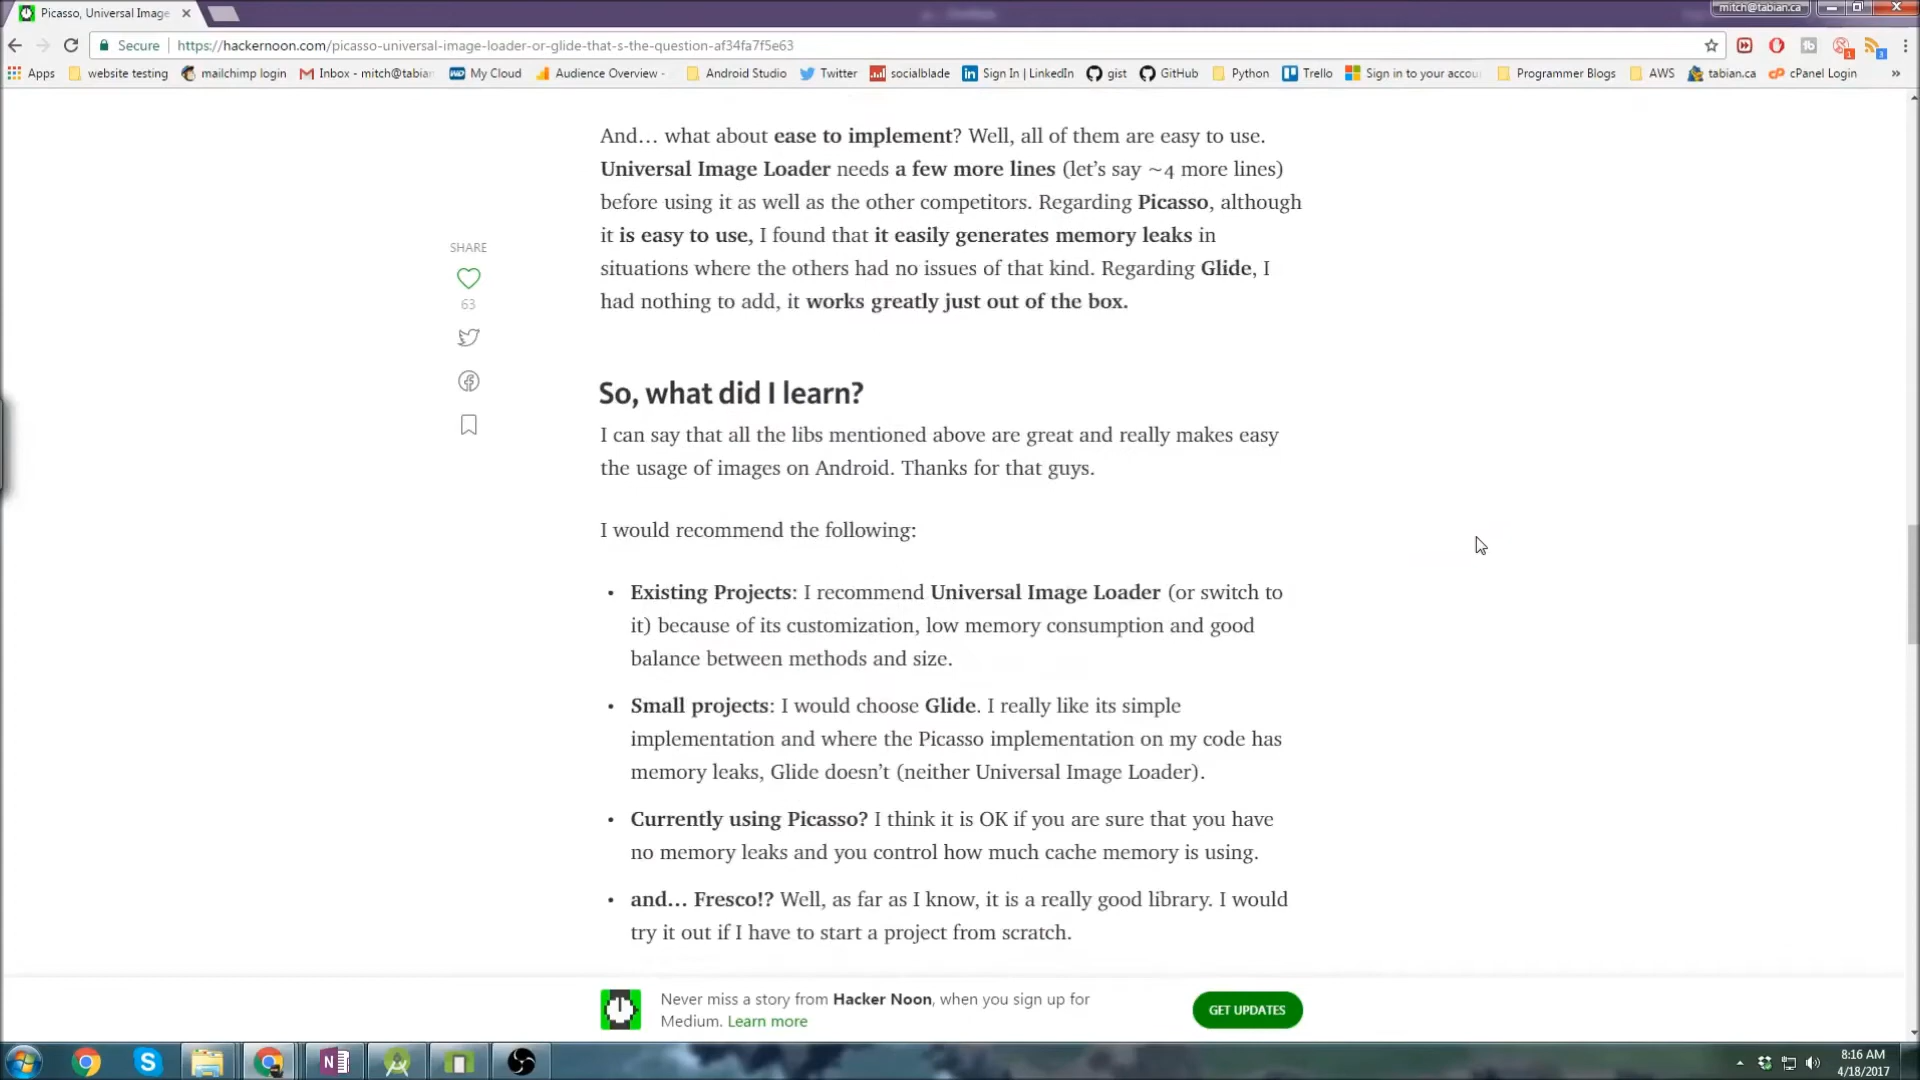 Picasso, Universal Image
mitch@tabian.ca
Secure
https://hackernoon.com/picasso-universal-image-loader-or-glide-that-s-the-question-af34fa7f5e63
Apps website testing mailchimp login Inbox - mitch@tabian My Cloud Audience Overview - Android Studio Twitter socialblade Sign In | LinkedIn gist GitHub Python Trello Sign in to your accou Programmer Blogs AWS tabian.ca cPanel Login »
And… what about ease to implement? Well, all of them are easy to use.
Universal Image Loader needs a few more lines (let’s say ~4 more lines)
before using it as well as the other competitors. Regarding Picasso, although
it is easy to use, I found that it easily generates memory leaks in
situations where the others had no issues of that kind. Regarding Glide, I
had nothing to add, it works greatly just out of the box.
SHARE
63
So, what did I learn?
I can say that all the libs mentioned above are great and really makes easy
the usage of images on Android. Thanks for that guys.
I would recommend the following:
• Existing Projects: I recommend Universal Image Loader (or switch to
it) because of its customization, low memory consumption and good
balance between methods and size.
• Small projects: I would choose Glide. I really like its simple
implementation and where the Picasso implementation on my code has
memory leaks, Glide doesn’t (neither Universal Image Loader).
• Currently using Picasso? I think it is OK if you are sure that you have
no memory leaks and you control how much cache memory is using.
• and… Fresco!? Well, as far as I know, it is a really good library. I would
try it out if I have to start a project from scratch.
Never miss a story from Hacker Noon, when you sign up for
Medium. Learn more
GET UPDATES
8:16 AM
4/18/2017